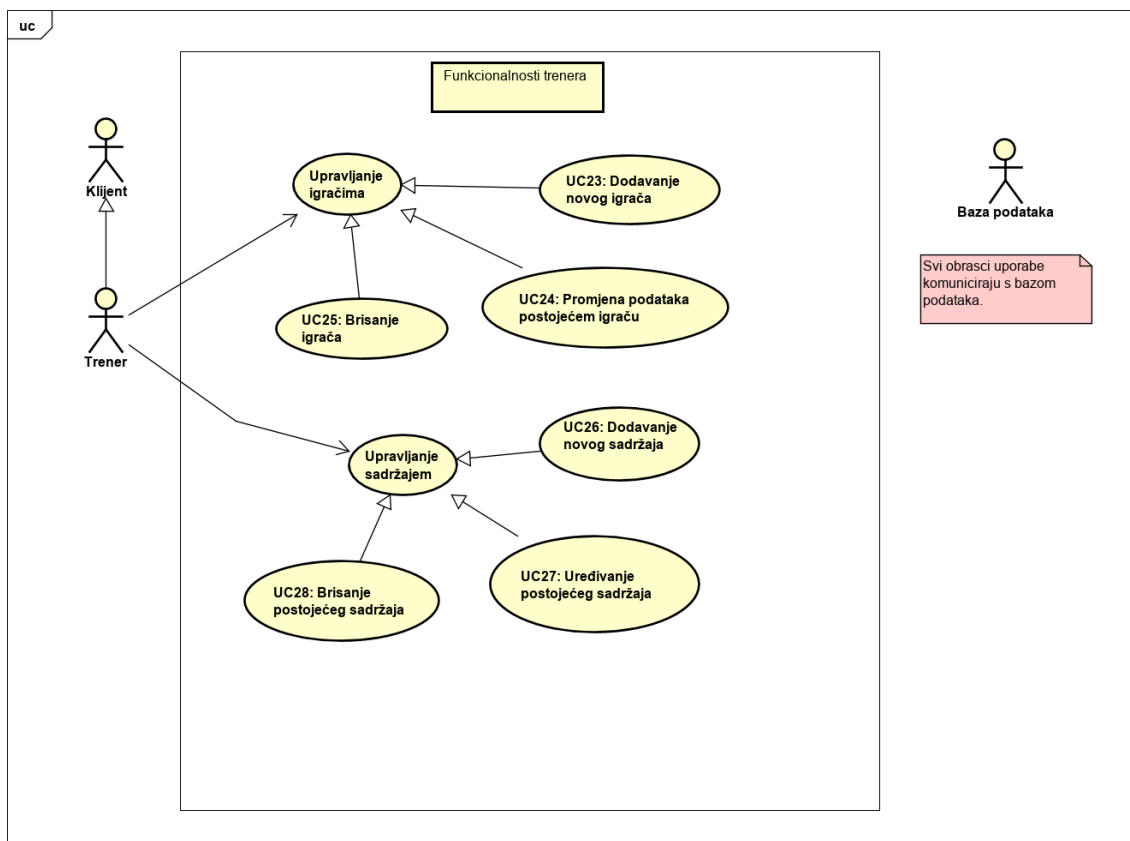 uc
Funkcionalnosti trenera
Klijent
Upravljanje
igračima
UC23: Dodavanje
novog igrača
Baza podataka
Svi obrasci uporabe
komuniciraju s bazom
podataka.
UC24: Promjena podataka
postojećem igraču
UC25: Brisanje
igrača
Trener
UC26: Dodavanje
novog sadržaja
Upravljanje
sadržajem
UC27: Uređivanje
postojećeg sadržaja
UC28: Brisanje
postojećeg sadržaja